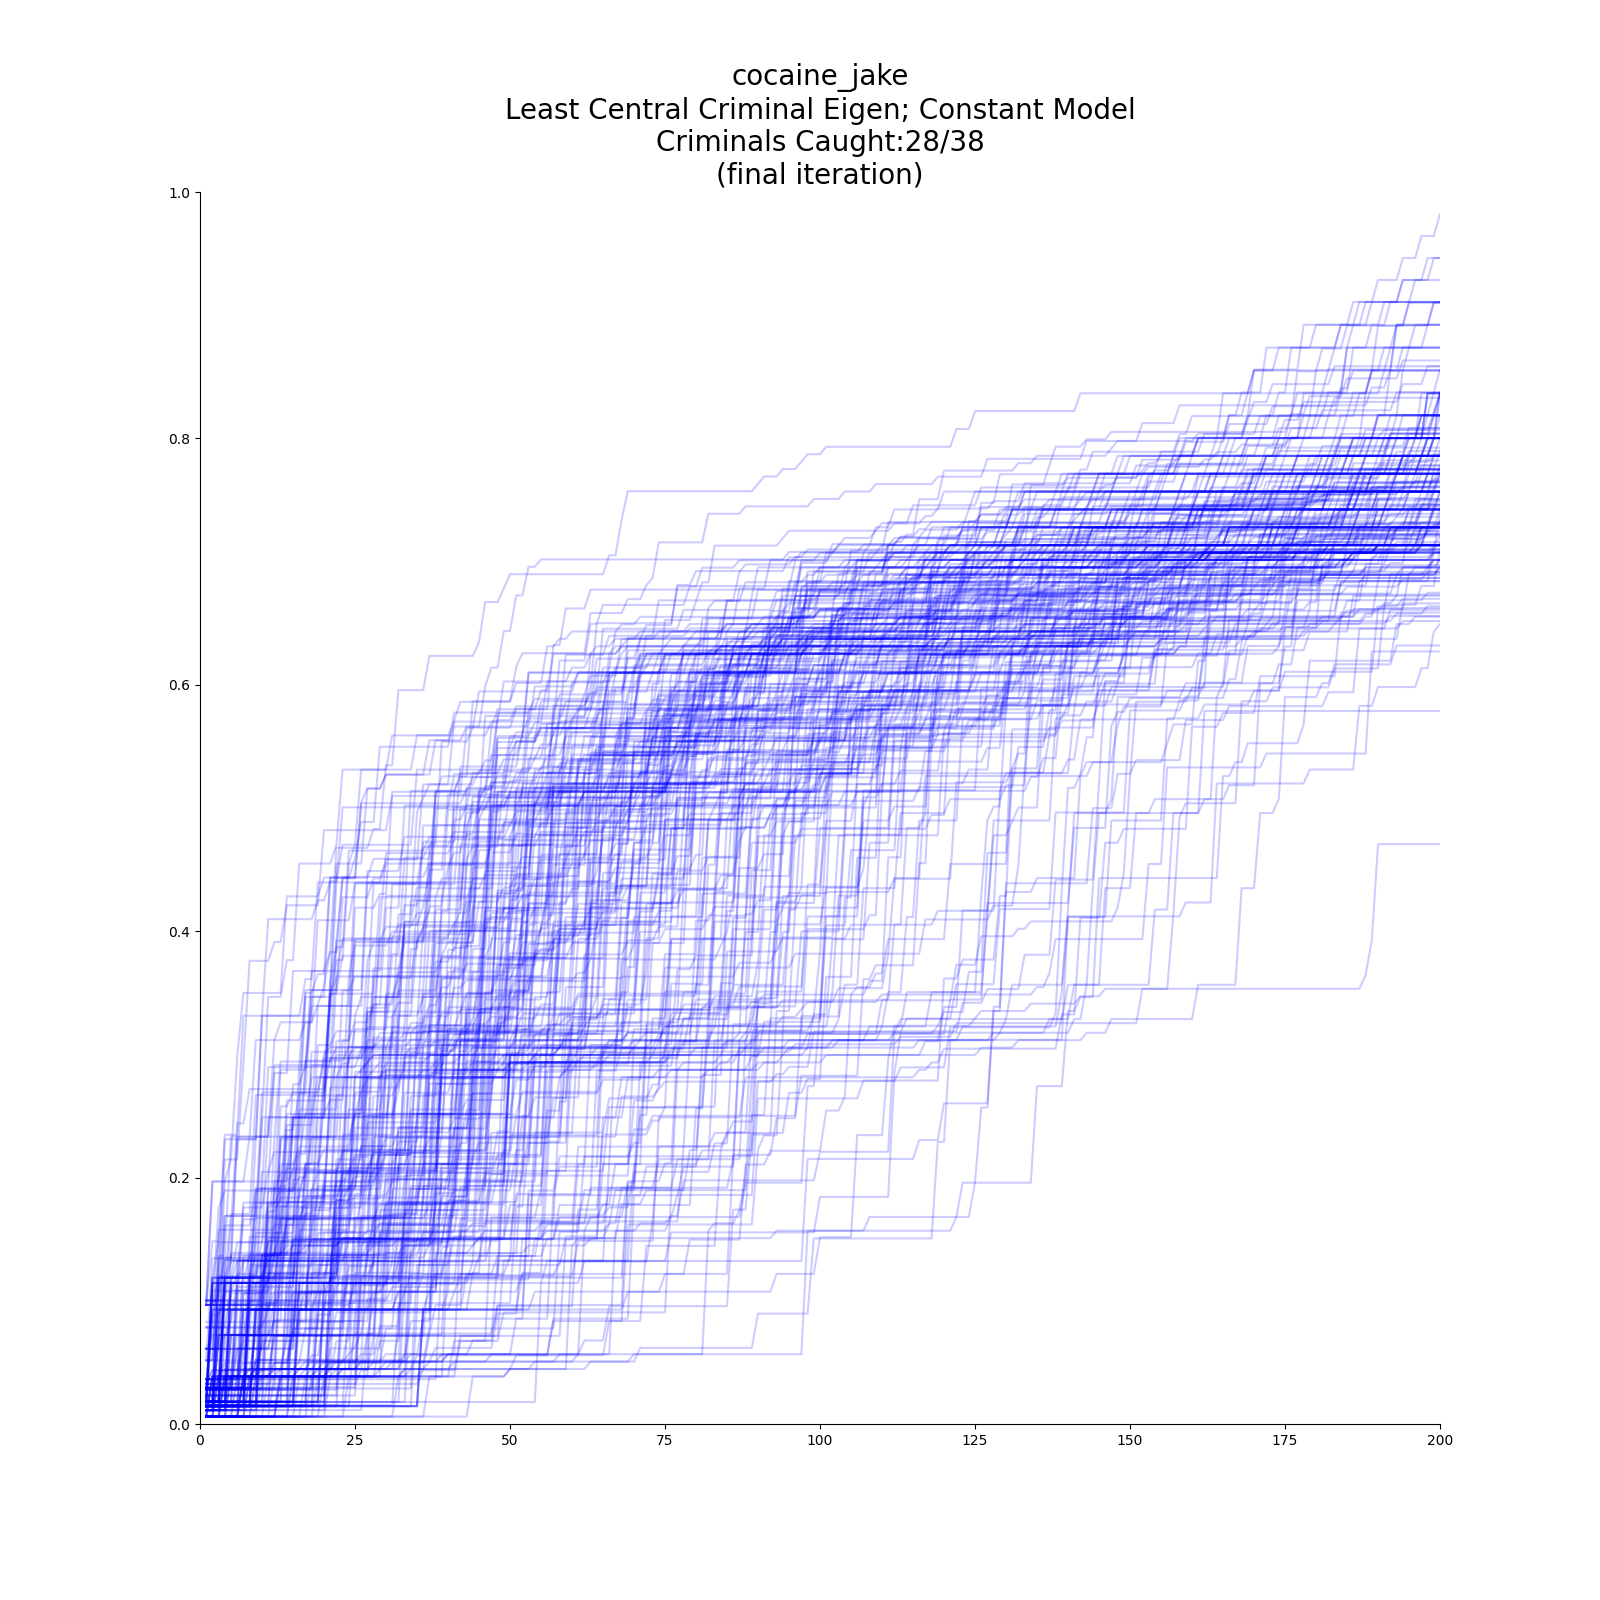 cocaine_jake
Least Central Criminal Eigen; Constant Model
Criminals Caught:28/38
(final iteration)
1.0
0.8
0.6
0.4
0.2
0.0
0 25 50 75 100 125 150 175 200